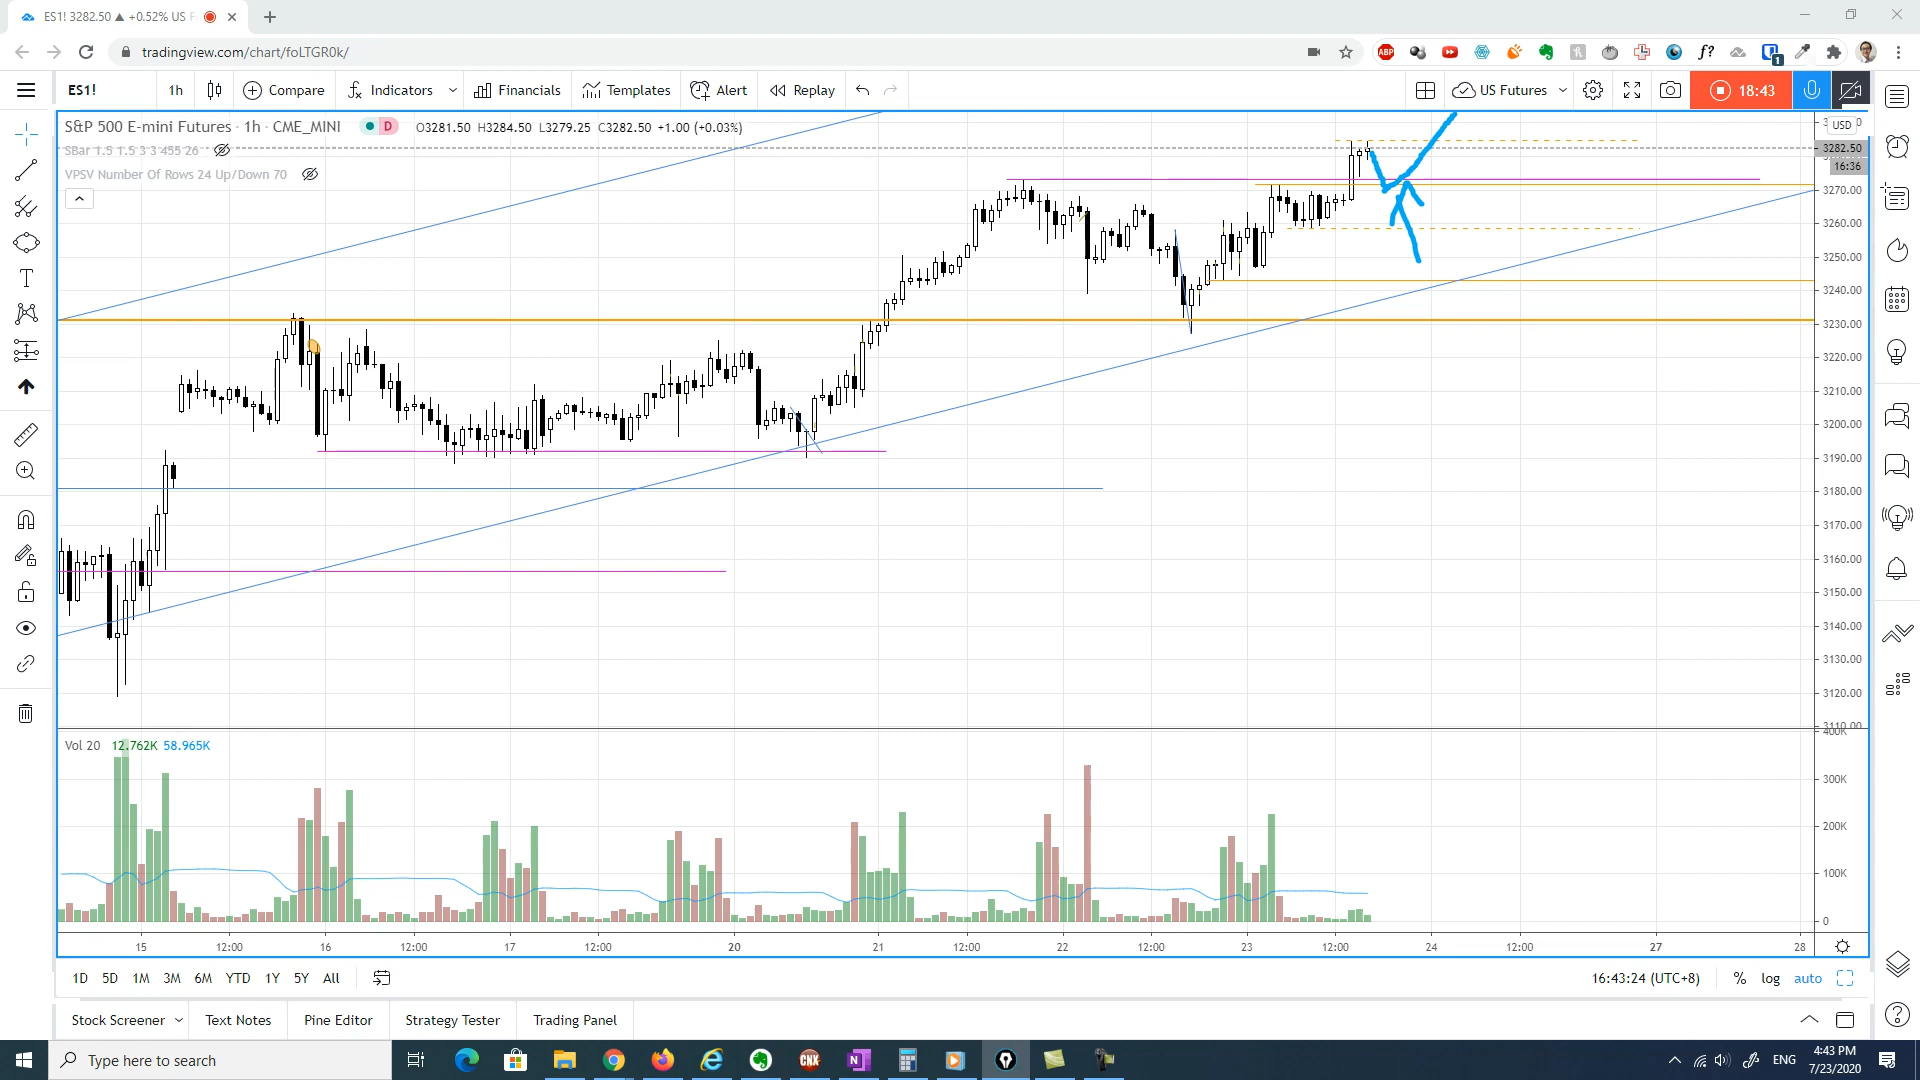 ES1! 3282.50 ▲ +0.52% US F
tradingview.com/chart/foLTGR0k/
ABP
f?
1
ES1!
1h
Compare
Indicators
Financials
Templates
Alert
Replay
US Futures
18:43
S&P 500 E-mini Futures · 1h · CME_MINI
D
O3281.50 H3284.50 L3279.25 C3282.50 +1.00 (+0.03%)
USD
SBar 1.5 1.5 3 3 455 26
VPSV Number Of Rows 24 Up/Down 70
3282.50
16:36
3270.00
3260.00
3250.00
3240.00
3230.00
3220.00
3210.00
3200.00
3190.00
3180.00
3170.00
3160.00
3150.00
3140.00
3130.00
3120.00
3110.00
Vol 20 12.762K 58.965K
400K
300K
200K
100K
0
15 12:00 16 12:00 17 12:00 20 21 12:00 22 12:00 23 12:00 24 12:00 27 28
1D 5D 1M 3M 6M YTD 1Y 5Y All
16:43:24 (UTC+8)
% log auto
Stock Screener
Text Notes
Pine Editor
Strategy Tester
Trading Panel
Type here to search
CNX
N
ENG
4:43 PM
7/23/2020